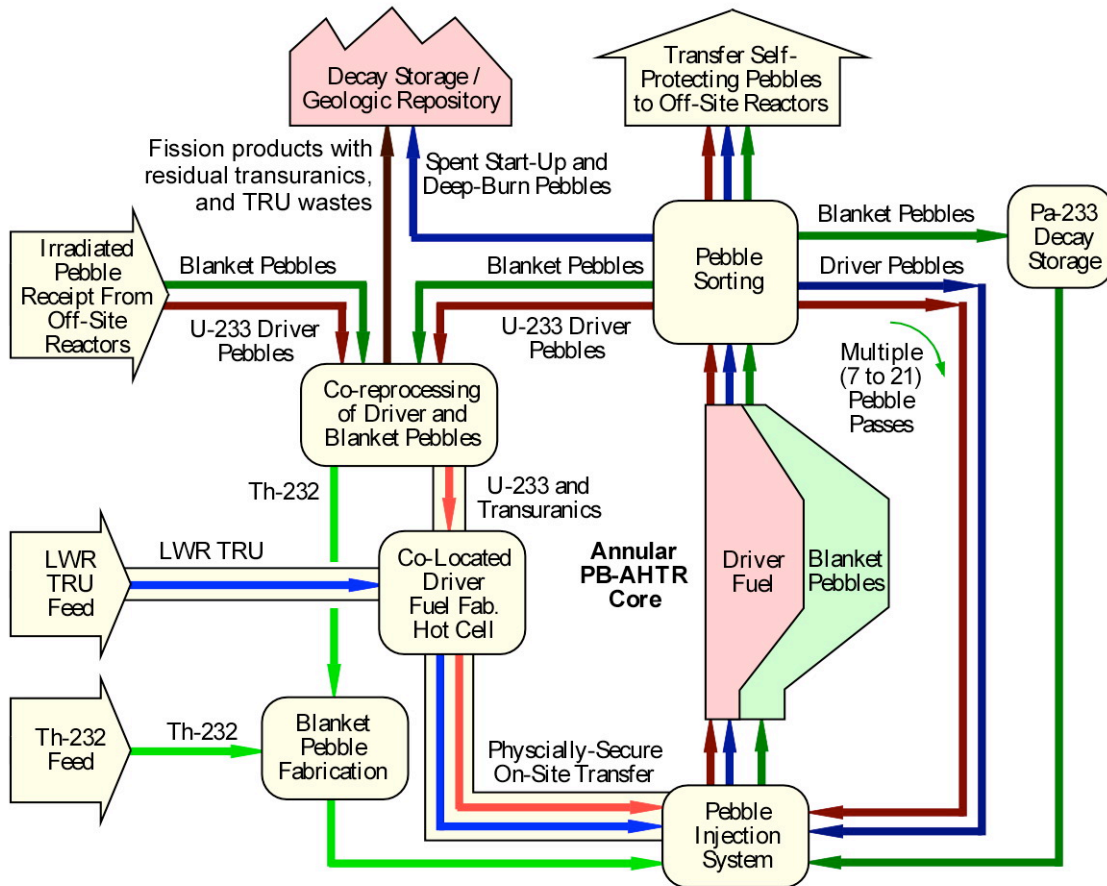 Decay Storage /
Geologic Repository
Transfer Self-
Protecting Pebbles
to Off-Site Reactors
Fission products with
residual transuranics,
and TRU wastes
Spent Start-Up and
Deep-Burn Pebbles
Irradiated
Pebble
Receipt From
Off-Site
Reactors
Blanket Pebbles
U-233 Driver
Pebbles
Blanket Pebbles
U-233 Driver
Pebbles
Pebble
Sorting
Blanket Pebbles
Driver Pebbles
Pa-233
Decay
Storage
Multiple
(7 to 21)
Pebble
Passes
Co-reprocessing
of Driver and
Blanket Pebbles
Th-232
U-233 and
Transuranics
LWR
TRU
Feed
LWR TRU
Co-Located
Driver
Fuel Fab.
Hot Cell
Annular
PB-AHTR
Core
Driver
Fuel
Blanket
Pebbles
Th-232
Feed
Th-232
Blanket
Pebble
Fabrication
Physcially-Secure
On-Site Transfer
Pebble
Injection
System